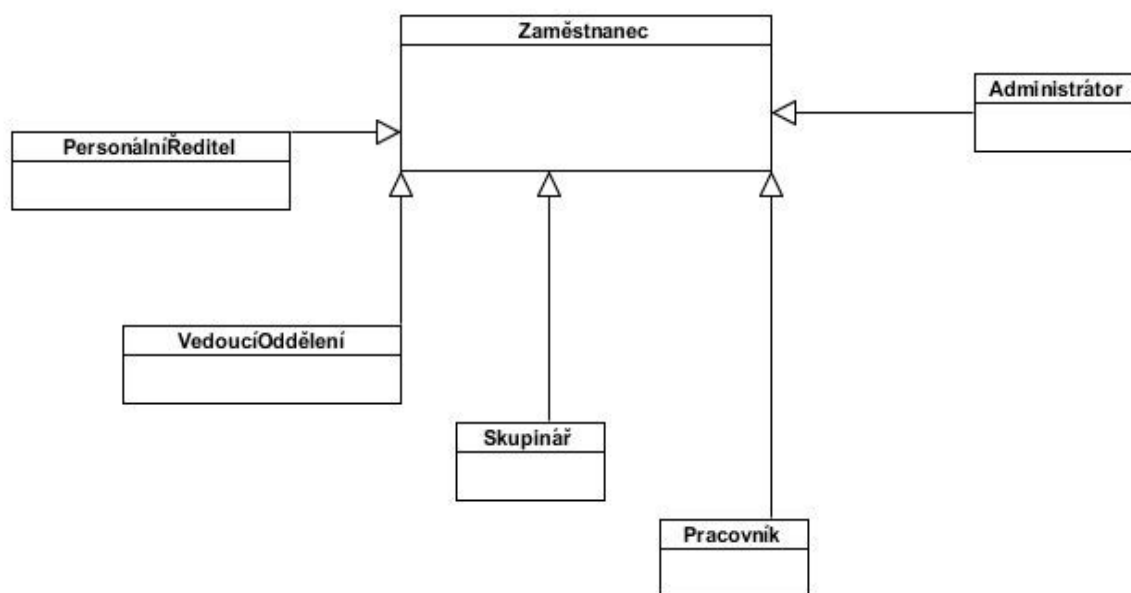 Zaměstnanec
Administrátor
PersonálníŘeditel
VedoucíOddělení
Skupinář
Pracovník